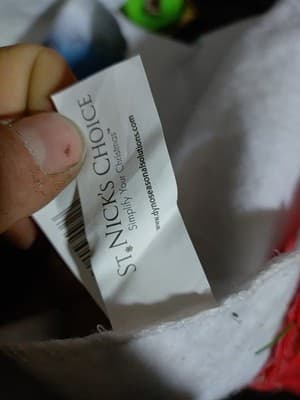 ST. NICK'S CHOICE
Simplify Your Christmas™
www.dynoseasonalsolutions.com